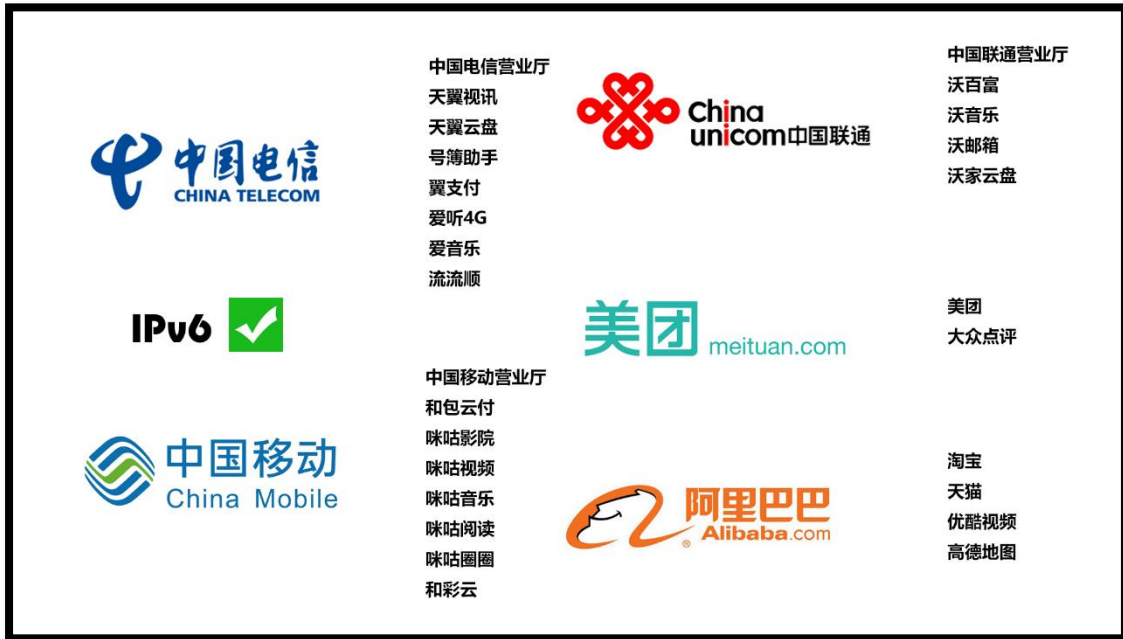 中国电信
CHINA TELECOM
中国电信营业厅
天翼视讯
天翼云盘
号簿助手
翼支付
爱听4G
爱音乐
流流顺
China
unicom中国联通
中国联通营业厅
沃百富
沃音乐
沃邮箱
沃家云盘
IPv6
美团 meituan.com
美团
大众点评
中国移动
China Mobile
中国移动营业厅
和包云付
咪咕影院
咪咕视频
咪咕音乐
咪咕阅读
咪咕圈圈
和彩云
阿里巴巴
®Alibaba.com
淘宝
天猫
优酷视频
高德地图